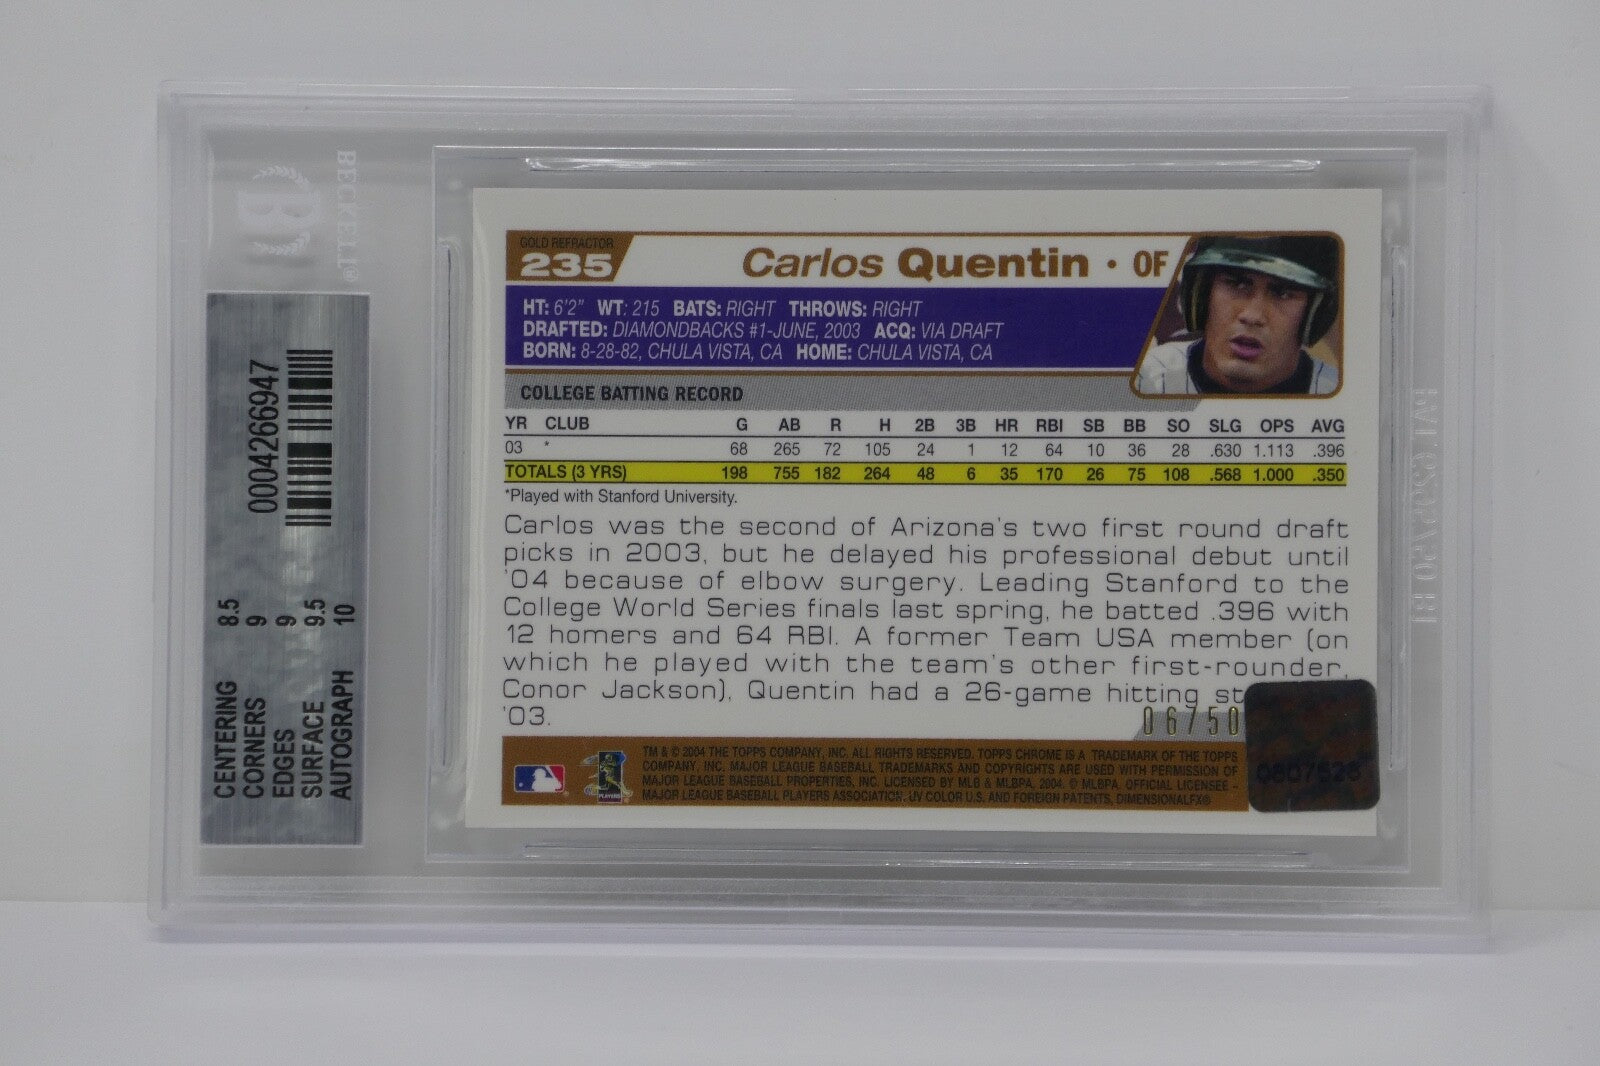 BECKETT®
B
0004266947
CENTERING 8.5
CORNERS 9
EDGES 9
SURFACE 9.5
AUTOGRAPH 10
GOLD REFRACTOR
235
Carlos Quentin • OF
HT: 6'2" WT: 215 BATS: RIGHT THROWS: RIGHT
DRAFTED: DIAMONDBACKS #1-JUNE, 2003 ACQ: VIA DRAFT
BORN: 8-28-82, CHULA VISTA, CA HOME: CHULA VISTA, CA
COLLEGE BATTING RECORD
YR CLUB G AB R H 2B 3B HR RBI SB BB SO SLG OPS AVG
03 * 68 265 72 105 24 1 12 64 10 36 28 .630 1.113 .396
TOTALS (3 YRS) 198 755 182 264 48 6 35 170 26 75 108 .568 1.000 .350
*Played with Stanford University.
Carlos was the second of Arizona's two first round draft
picks in 2003, but he delayed his professional debut until
'04 because of elbow surgery. Leading Stanford to the
College World Series finals last spring, he batted .396 with
12 homers and 64 RBI. A former Team USA member (on
which he played with the team's other first-rounder,
Conor Jackson), Quentin had a 26-game hitting st
'03.
06/50
TM & © 2004 THE TOPPS COMPANY, INC. ALL RIGHTS RESERVED. TOPPS CHROME IS A TRADEMARK OF THE TOPPS
COMPANY, INC. MAJOR LEAGUE BASEBALL TRADEMARKS AND COPYRIGHTS ARE USED WITH PERMISSION OF
MAJOR LEAGUE BASEBALL PROPERTIES, INC. LICENSED BY MLB & MLBPA, 2004. © MLBPA. OFFICIAL LICENSEE -
MAJOR LEAGUE BASEBALL PLAYERS ASSOCIATION. UV COLOR U.S. AND FOREIGN PATENTS, DIMENSIONALFX®
PLAYERS
0807526